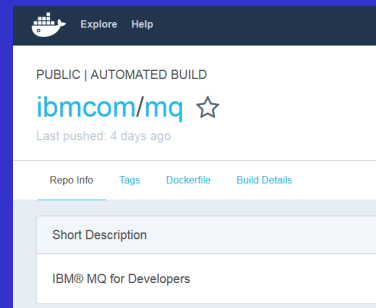 Explore Help
PUBLIC | AUTOMATED BUILD
ibmcom/mq
Last pushed: 4 days ago
Repo Info Tags Dockerfile Build Details
Short Description
IBM® MQ for Developers